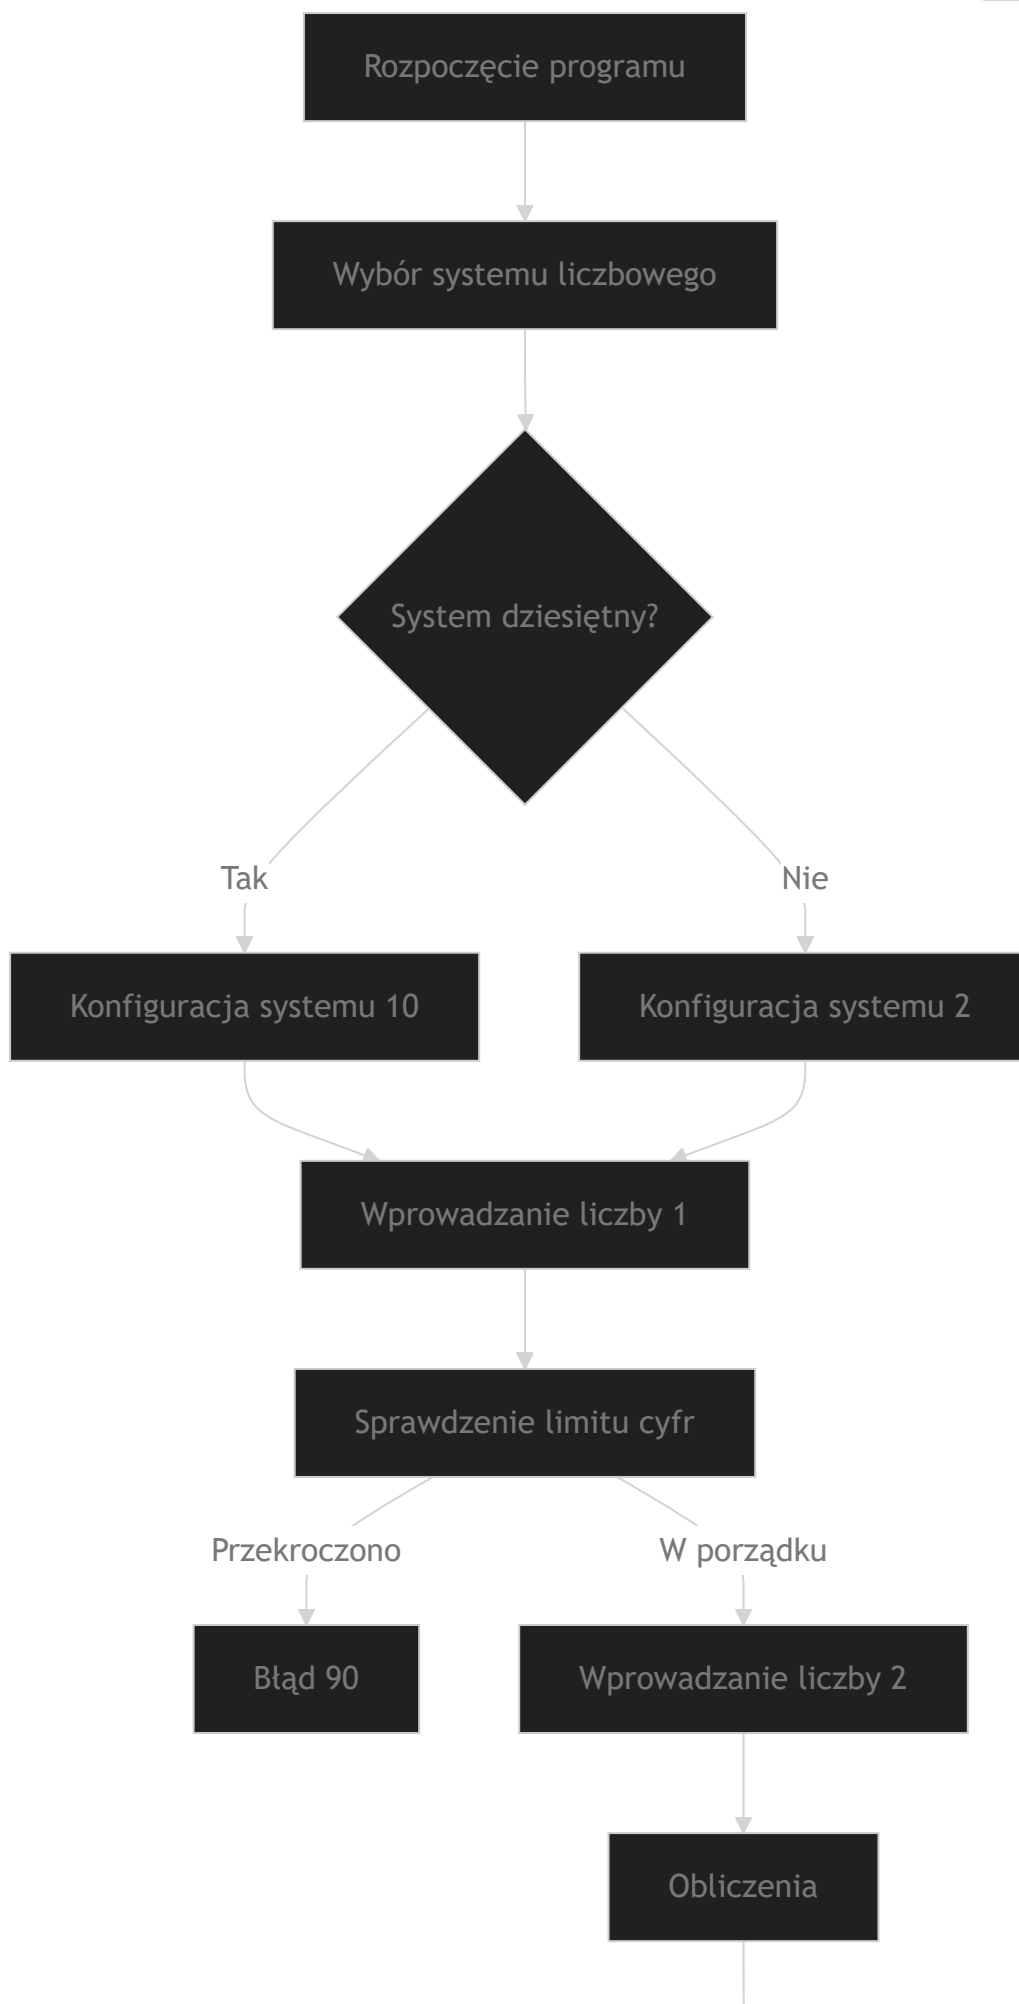 Rozpoczęcie programu
Wybór systemu liczbowego
System dziesiętny?
Tak
Nie
Konfiguracja systemu 10
Konfiguracja systemu 2
Wprowadzanie liczby 1
Sprawdzenie limitu cyfr
Przekroczono
W porządku
Błąd 90
Wprowadzanie liczby 2
Obliczenia